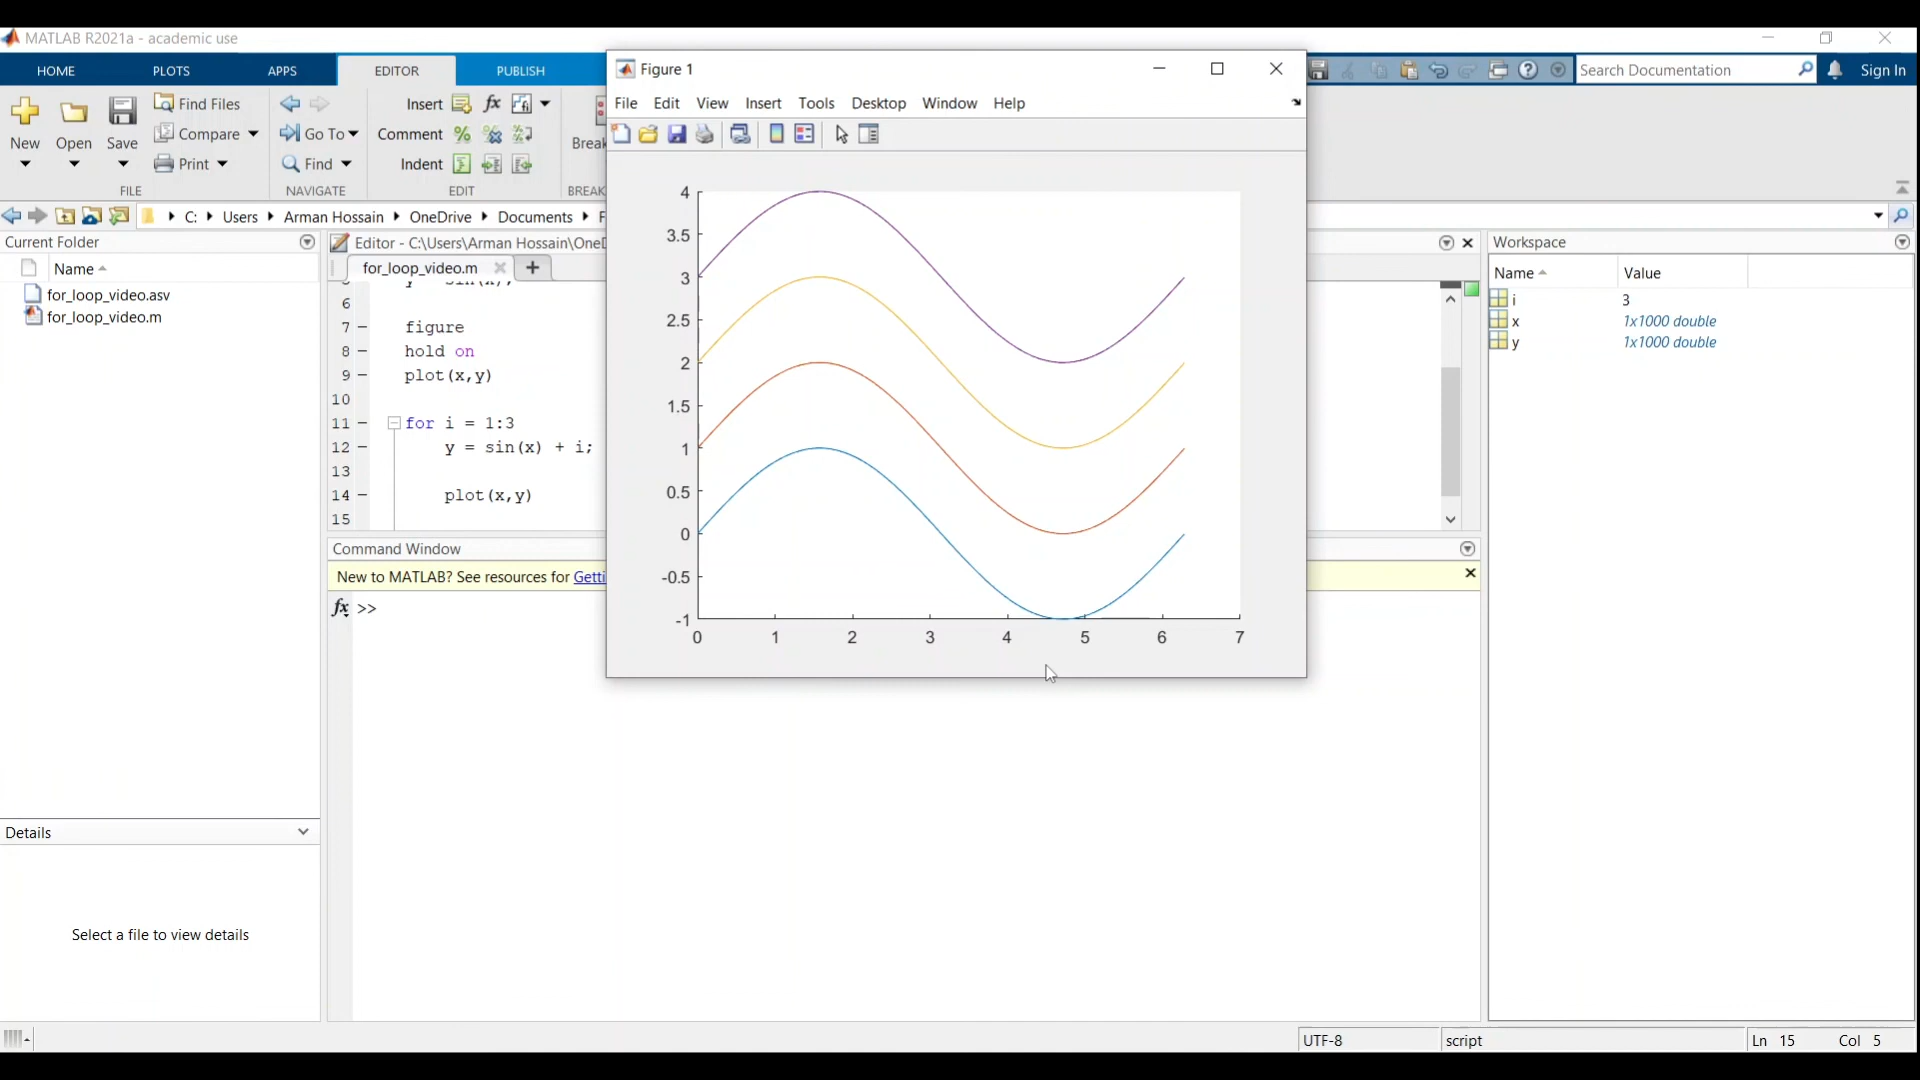 MATLAB R2021a - academic use
HOME PLOTS APPS EDITOR PUBLISH
Search Documentation
Sign In
New
Open
Save
Find Files
Compare
Print
FILE
Go To
Find
NAVIGATE
Insert fx
Comment
Indent
EDIT
C: Users Arman Hossain OneDrive Documents
Current Folder
Name
for_loop_video.asv
for_loop_video.m
Details
Select a file to view details
Editor - C:\Users\Arman Hossain\
for_loop_video.m
6
7 – figure
8 – hold on
9 – plot(x,y)
10
11 – for i = 1:3
12 – y = sin(x) + i;
13
14 – plot(x,y)
15
Command Window
New to MATLAB? See resources for
fx >>
Figure 1
File Edit View Insert Tools Desktop Window Help
4
3.5
3
2.5
2
1.5
1
0.5
0
-0.5
-1
0 1 2 3 4 5 6 7
Workspace
Name Value
i 3
x 1x1000 double
y 1x1000 double
UTF-8 script Ln 15 Col 5